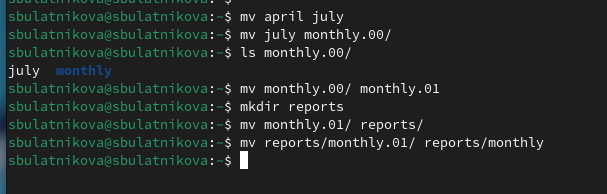 sbulatnikova@sbulatnikova:~$ mv april july
sbulatnikova@sbulatnikova:~$ mv july monthly.00/
sbulatnikova@sbulatnikova:~$ ls monthly.00/
july  monthly
sbulatnikova@sbulatnikova:~$ mv monthly.00/ monthly.01
sbulatnikova@sbulatnikova:~$ mkdir reports
sbulatnikova@sbulatnikova:~$ mv monthly.01/ reports/
sbulatnikova@sbulatnikova:~$ mv reports/monthly.01/ reports/monthly
sbulatnikova@sbulatnikova:~$